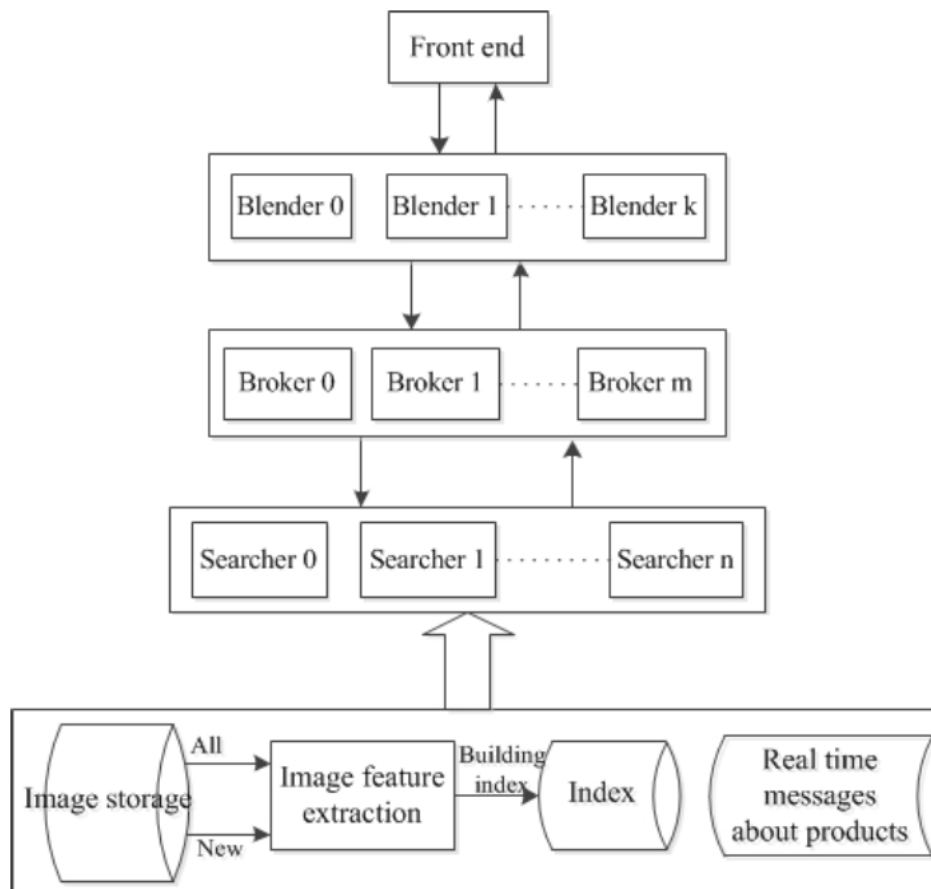 Front end
Blender 0
Blender 1
Blender k
Broker 0
Broker 1
Broker m
Searcher 0
Searcher 1
Searcher n
Image storage
All
New
Image feature
extraction
Building
index
Index
Real time
messages
about products